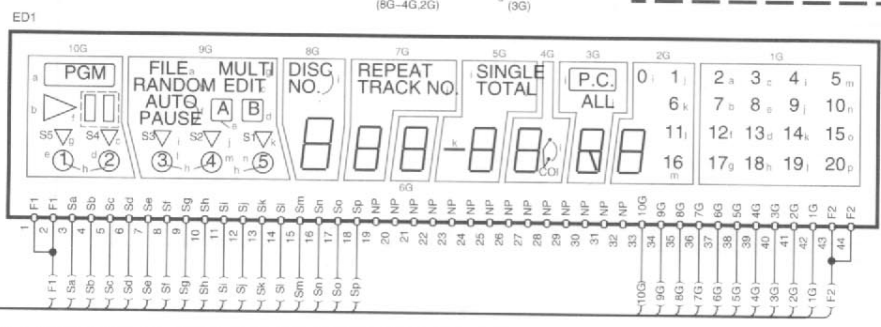 (8G-4G,2G)
(3G)
ED1
10G 9G 8G 7G 5G 4G 3G 2G 1G
a PGM FILE a MULTI DISC i REPEAT SINGLE i P.C. 0 i 1 j 2 a 3 c 4 i 5 m
RANDOM EDIT NO. TRACK NO. TOTAL ALL
b f AUTO A B 6 k 7 b 8 e 9 j 10 n
PAUSE
S5 g S4 c S3 i S2 j S1 k 11 l 12 f 13 d 14 k 15 o
k COI
e 1 h d 2 3 l h 4 m n h 5 16 m 17 g 18 h 19 l 20 p
6G
F1 F1 Sa Sb Sc Sd Se Sf Sg Sh Si Sj Sk Sl Sm Sn So Sp NP NP NP NP NP NP NP NP NP NP NP NP NP NP 10G 9G 8G 7G 6G 5G 4G 3G 2G 1G F2 F2
1 2 3 4 5 6 7 8 9 10 11 12 13 14 15 16 17 18 19 20 21 22 23 24 25 26 27 28 29 30 31 32 33 34 35 36 37 38 39 40 41 42 43 44
F1 Sa Sb Sc Sd Se Sf Sg Sh Si Sj Sk Sl Sm Sn So Sp 10G 9G 8G 7G 6G 5G 4G 3G 2G 1G F2